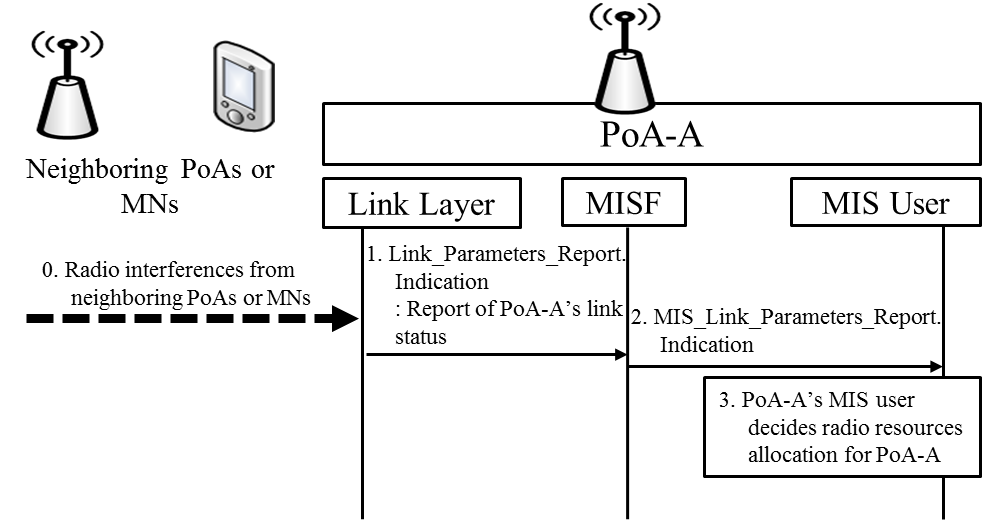 PoA-A
Neighboring PoAs or
MNs
Link Layer
MISF
MIS User
0. Radio interferences from
neighboring PoAs or MNs
1. Link_Parameters_Report.
Indication
: Report of PoA-A’s link
status
2. MIS_Link_Parameters_Report.
Indication
3. PoA-A’s MIS user
decides radio resources
allocation for PoA-A